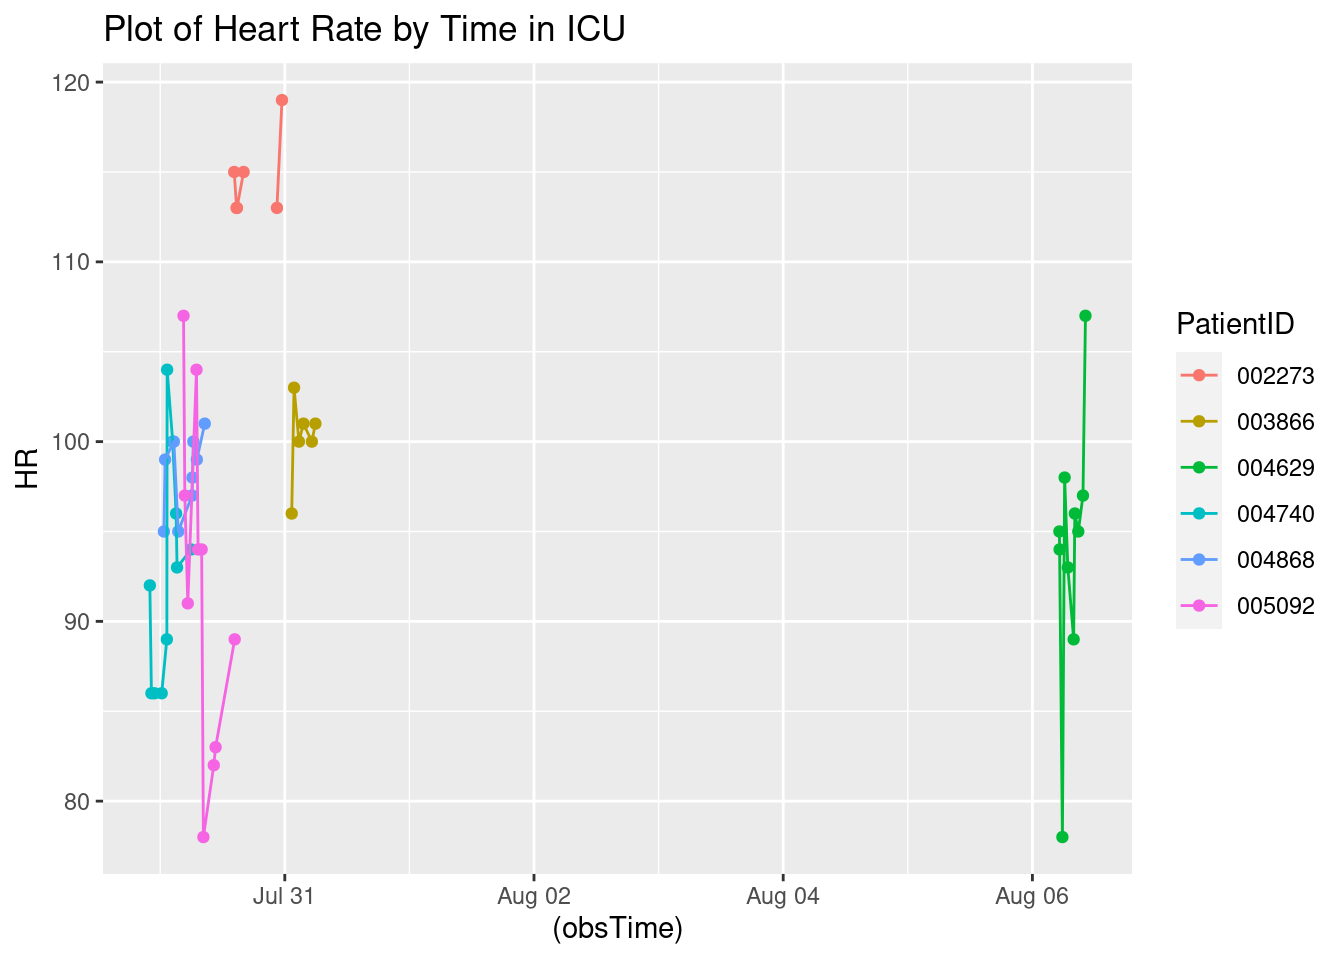 Plot of Heart Rate by Time in ICU
120
110
100
90
80
HR
Jul 31
Aug 02
Aug 04
Aug 06
(obsTime)
PatientID
002273
003866
004629
004740
004868
005092